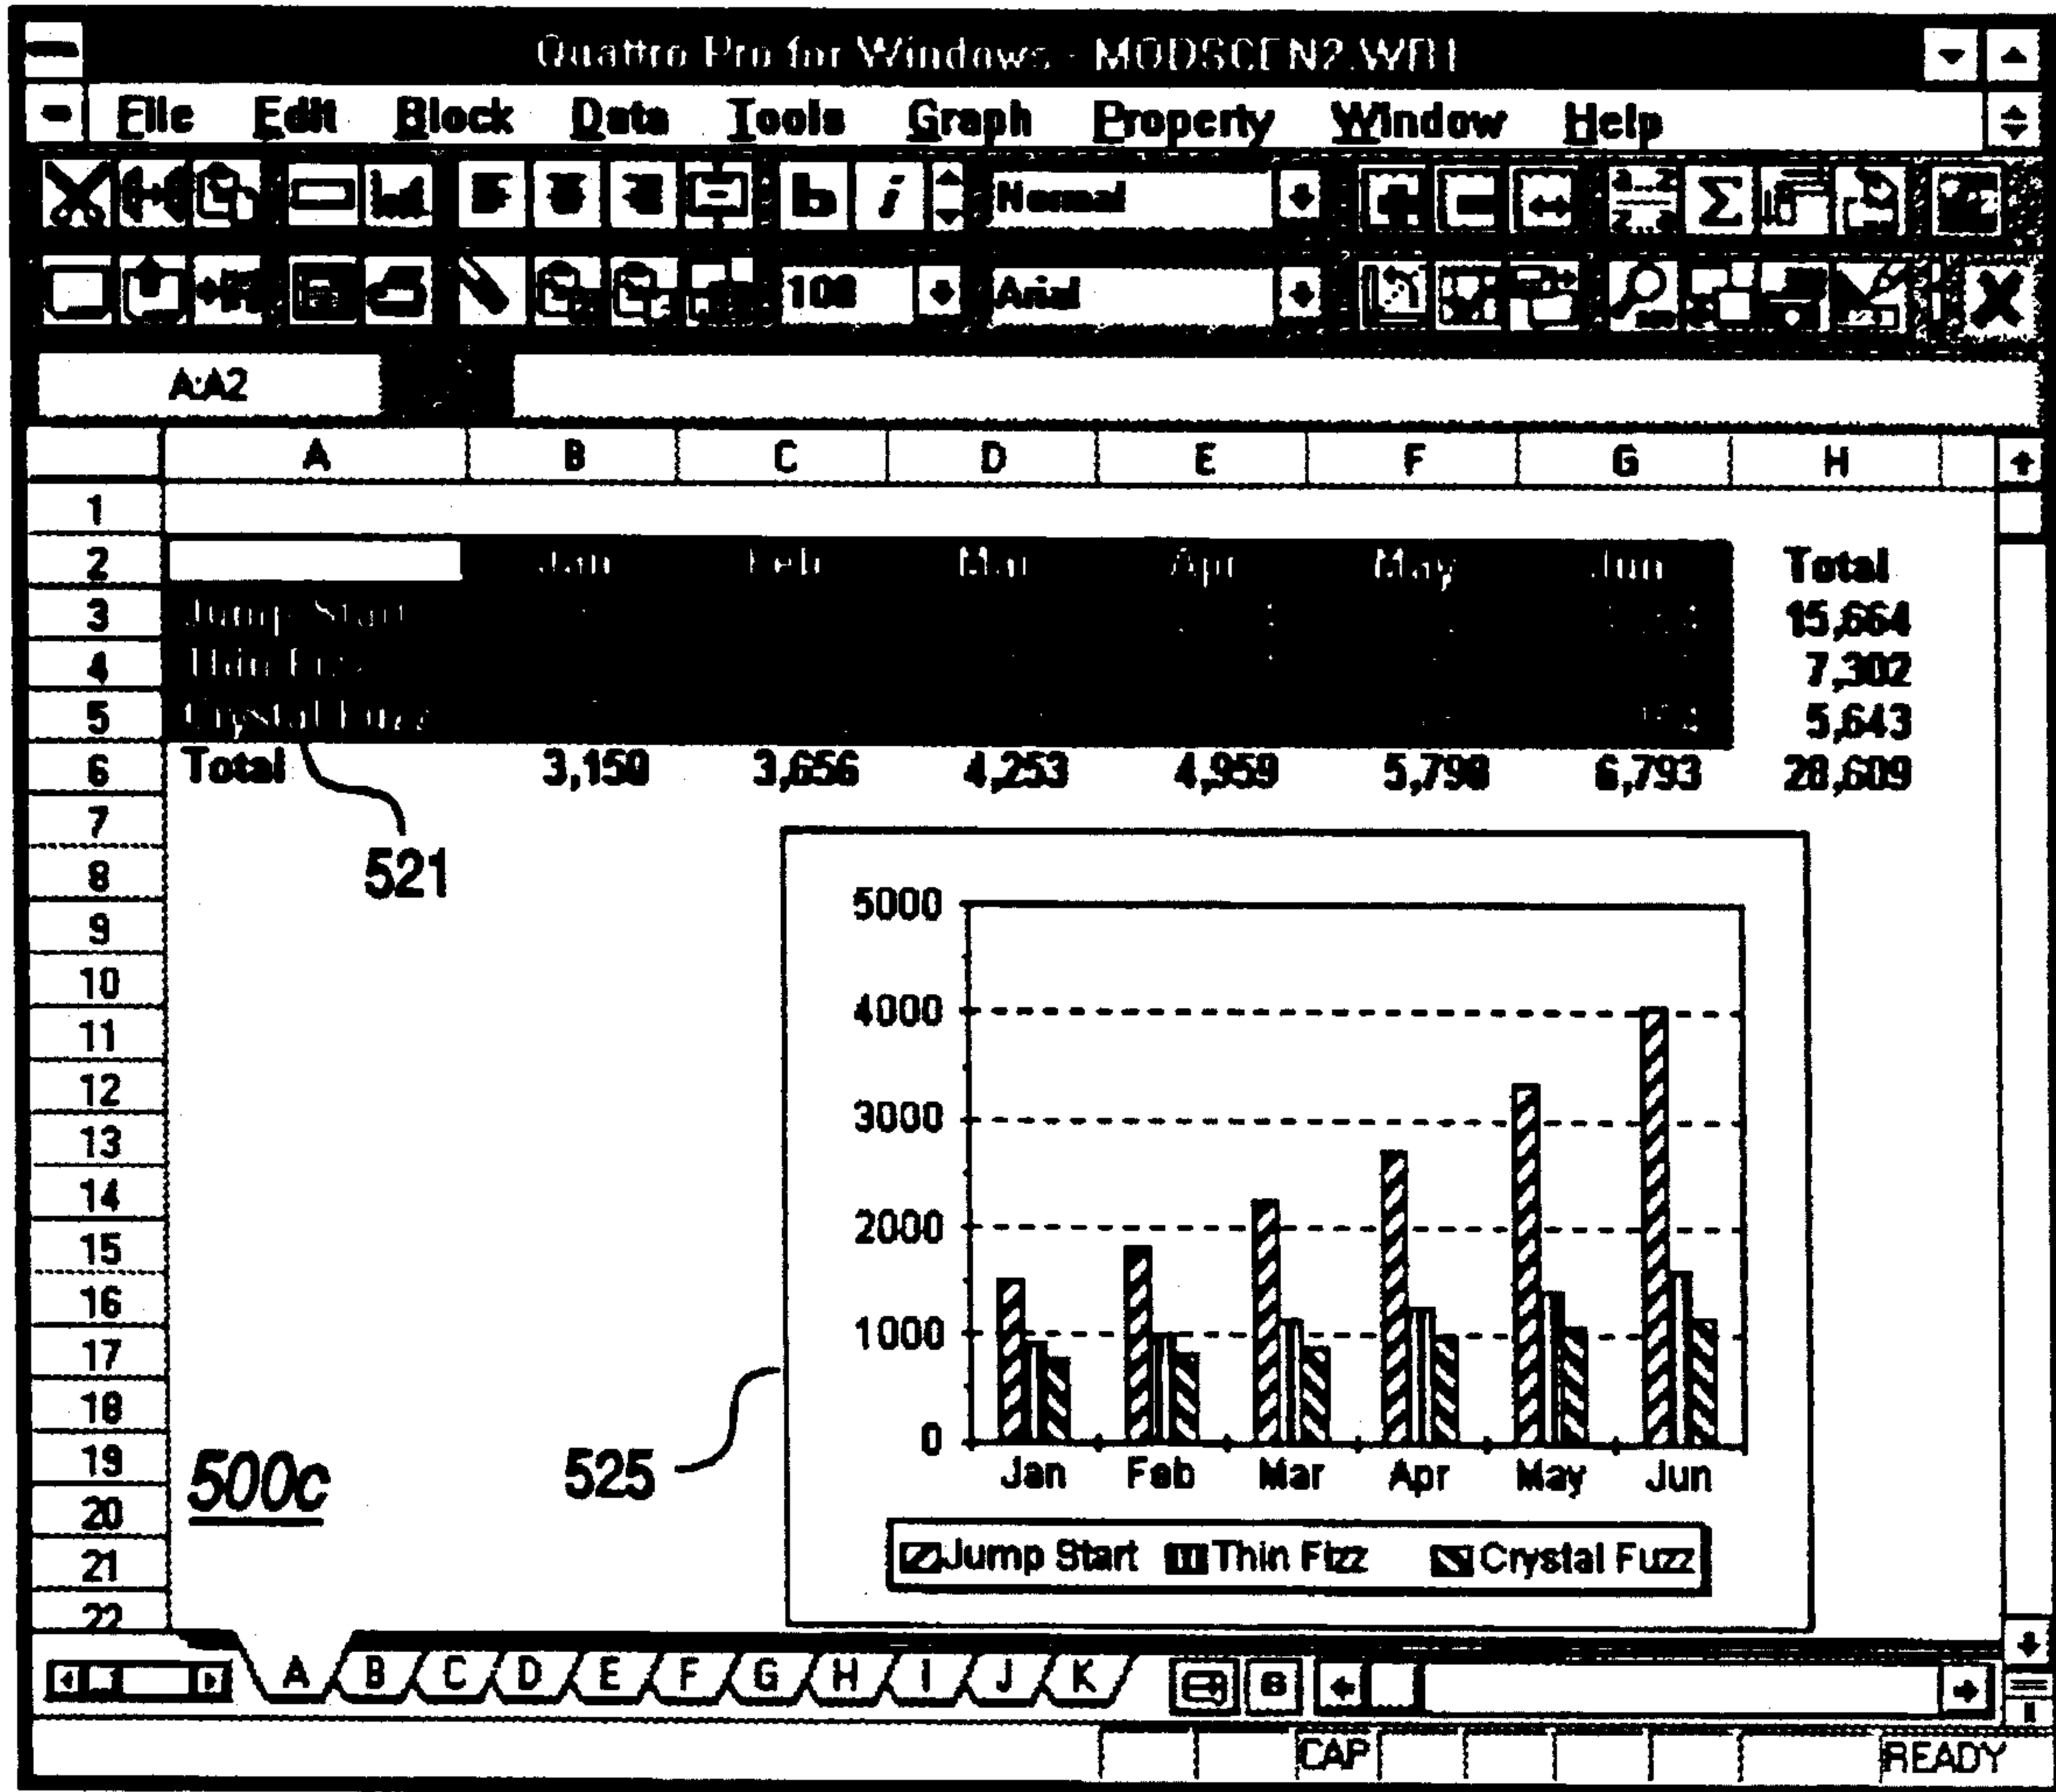 Quattro Pro for Windows - MODSCEN2.WB1
File Edit Block Data Tools Graph Property Window Help
b i Normal Σ
100 Arial
A:A2
A B C D E F G H
1
2 Jan Feb Mar Apr May Jun Total
3 Jump Start 15,664
4 Thin Fizz 7,302
5 Crystal Fuzz 5,643
6 Total 3,150 3,656 4,253 4,959 5,798 6,793 28,609
7
8 521
9 5000
10
11 4000
12
13 3000
14
15 2000
16
17 1000
18
19 0
500c 525 Jan Feb Mar Apr May Jun
20
21 Jump Start Thin Fizz Crystal Fuzz
22
A B C D E F G H I J K
CAP READY